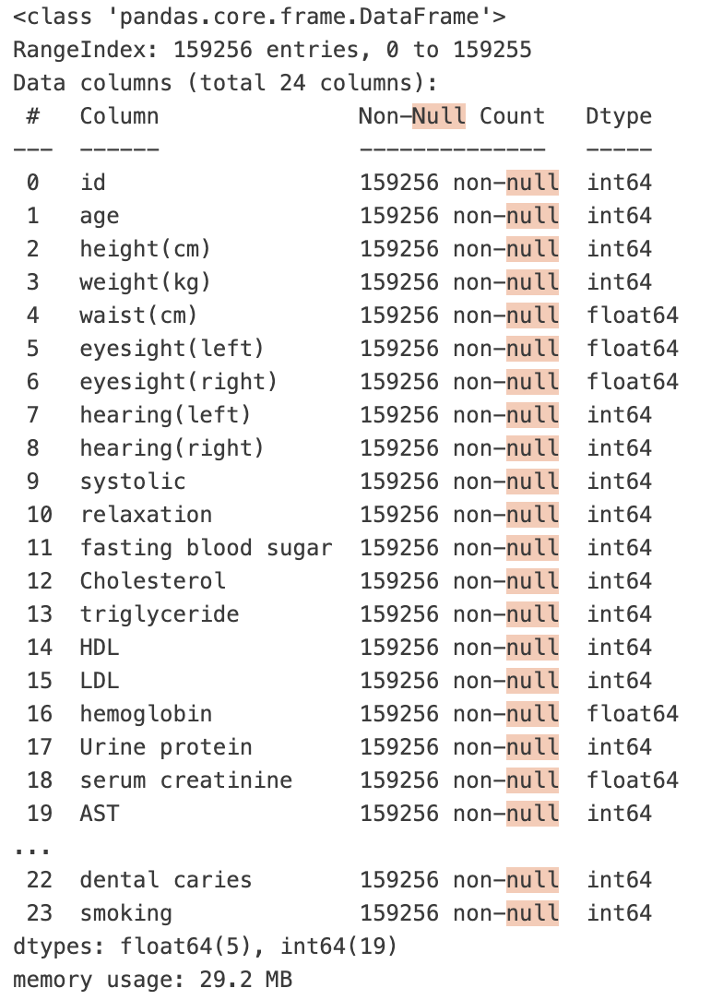 <class 'pandas.core.frame.DataFrame'>
RangeIndex: 159256 entries, 0 to 159255
Data columns (total 24 columns):
 #   Column               Non-Null Count   Dtype
---  ------               --------------   -----
 0   id                   159256 non-null  int64
 1   age                  159256 non-null  int64
 2   height(cm)           159256 non-null  int64
 3   weight(kg)           159256 non-null  int64
 4   waist(cm)            159256 non-null  float64
 5   eyesight(left)       159256 non-null  float64
 6   eyesight(right)      159256 non-null  float64
 7   hearing(left)        159256 non-null  int64
 8   hearing(right)       159256 non-null  int64
 9   systolic             159256 non-null  int64
 10  relaxation           159256 non-null  int64
 11  fasting blood sugar  159256 non-null  int64
 12  Cholesterol          159256 non-null  int64
 13  triglyceride         159256 non-null  int64
 14  HDL                  159256 non-null  int64
 15  LDL                  159256 non-null  int64
 16  hemoglobin           159256 non-null  float64
 17  Urine protein        159256 non-null  int64
 18  serum creatinine     159256 non-null  float64
 19  AST                  159256 non-null  int64
...
 22  dental caries        159256 non-null  int64
 23  smoking              159256 non-null  int64
dtypes: float64(5), int64(19)
memory usage: 29.2 MB